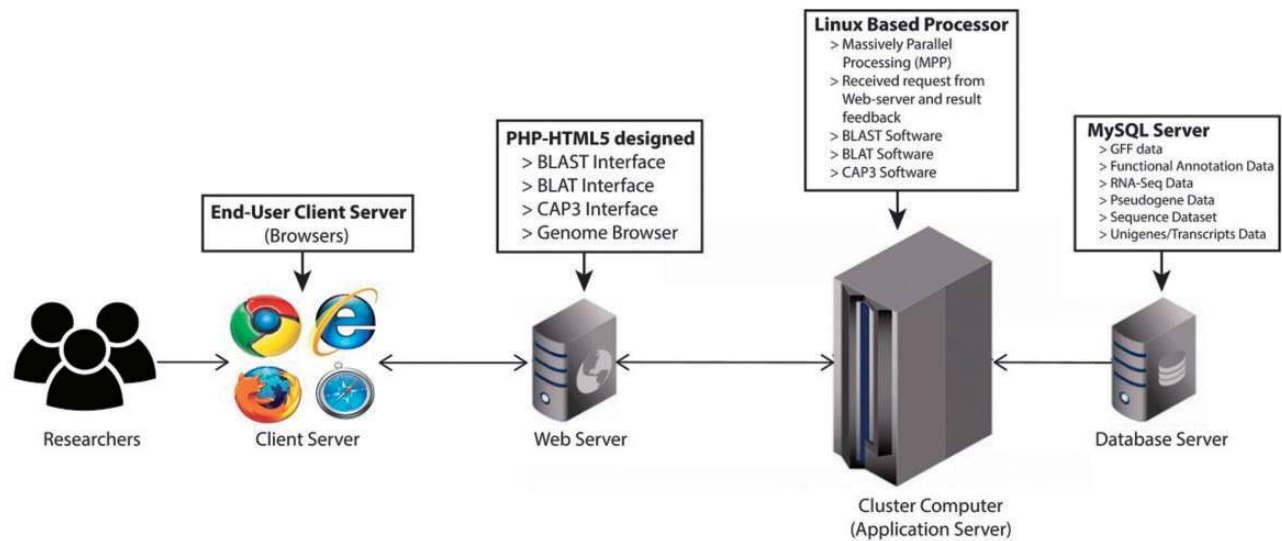 Linux Based Processor
> Massively Parallel
Processing (MPP)
> Received request from
Web-server and result
feedback
> BLAST Software
> BLAT Software
> CAP3 Software
PHP-HTML5 designed
> BLAST Interface
> BLAT Interface
> CAP3 Interface
> Genome Browser
MySQL Server
> GFF data
> Functional Annotation Data
> RNA-Seq Data
> Pseudogene Data
> Sequence Dataset
> Unigenes/Transcripts Data
End-User Client Server
(Browsers)
Researchers
Client Server
Web Server
Database Server
Cluster Computer
(Application Server)